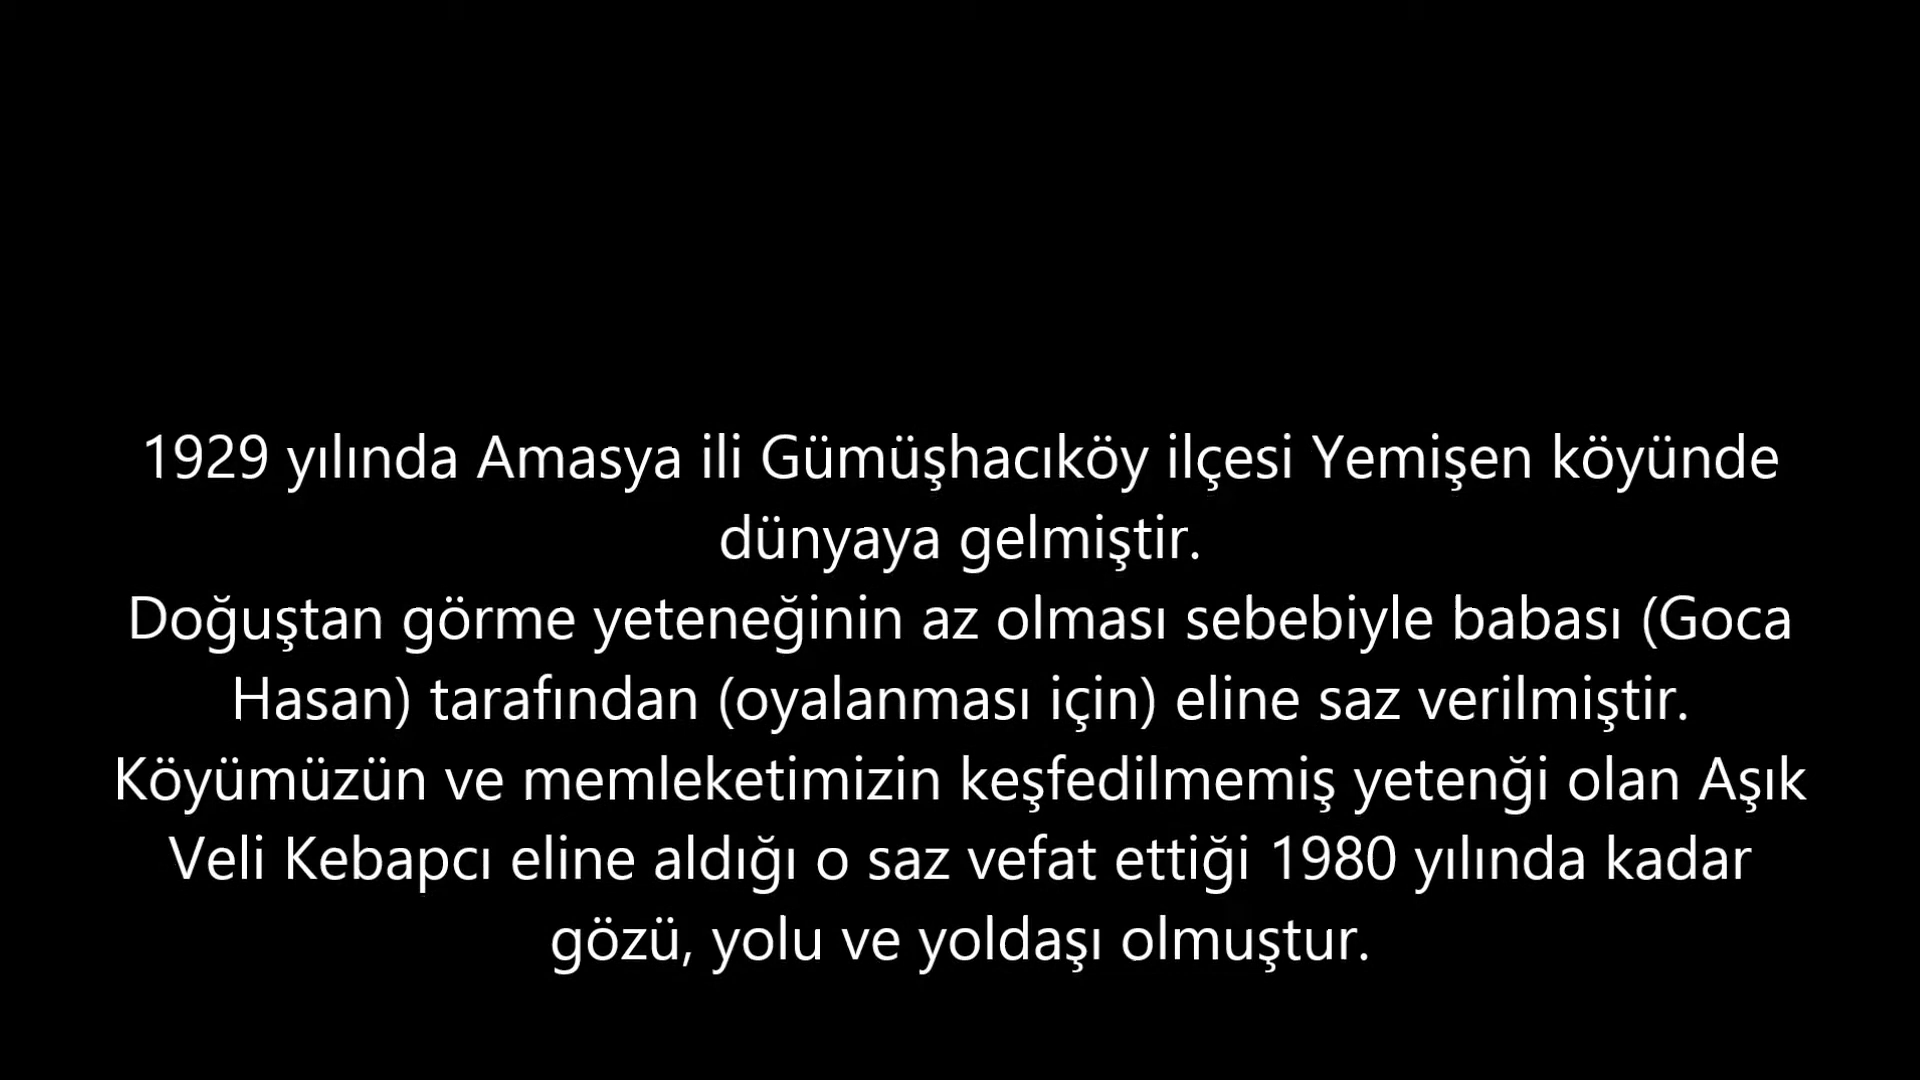 1929 yılında Amasya ili Gümüşhacıköy ilçesi Yemişen köyünde
dünyaya gelmiştir.
Doğuştan görme yeteneğinin az olması sebebiyle babası (Goca
Hasan) tarafından (oyalanması için) eline saz verilmiştir.
Köyümüzün ve memleketimizin keşfedilmemiş yetenği olan Aşık
Veli Kebapcı eline aldığı o saz vefat ettiği 1980 yılında kadar
gözü, yolu ve yoldaşı olmuştur.